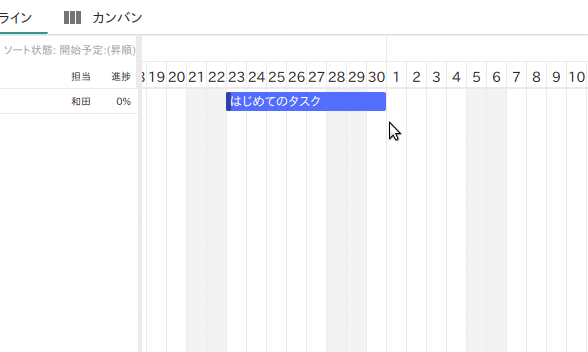 ライン カンバン
ソート状態: 開始予定:(昇順)
担当 進捗 19 20 21 22 23 24 25 26 27 28 29 30 1 2 3 4 5 6 7 8 9 10
和田 0% はじめてのタスク